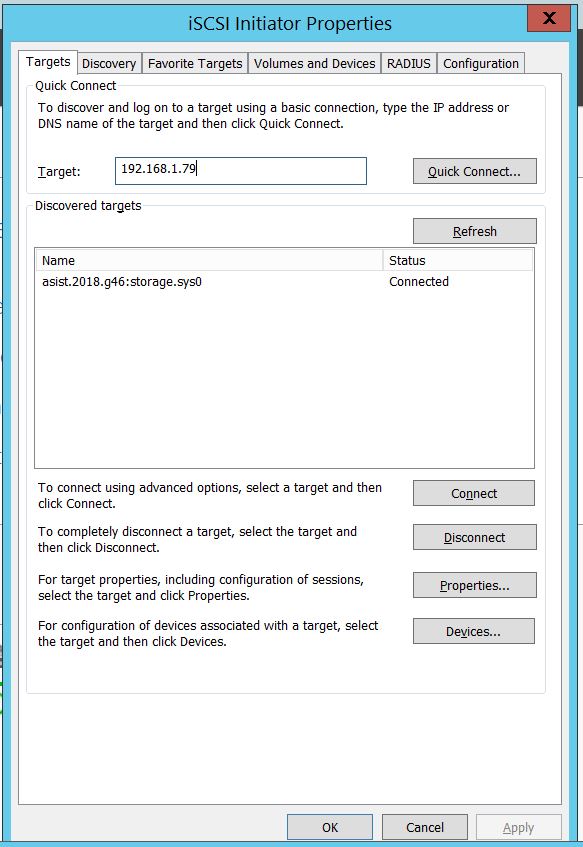 iSCSI Initiator Properties
X
Targets Discovery Favorite Targets Volumes and Devices RADIUS Configuration
Quick Connect
To discover and log on to a target using a basic connection, type the IP address or
DNS name of the target and then click Quick Connect.
Target: 192.168.1.79 Quick Connect...
Discovered targets
Refresh
Name Status
asist.2018.g46:storage.sys0 Connected
To connect using advanced options, select a target and then
click Connect.
Connect
To completely disconnect a target, select the target and
then click Disconnect.
Disconnect
For target properties, including configuration of sessions,
select the target and click Properties.
Properties...
For configuration of devices associated with a target, select
the target and then click Devices.
Devices...
OK Cancel Apply